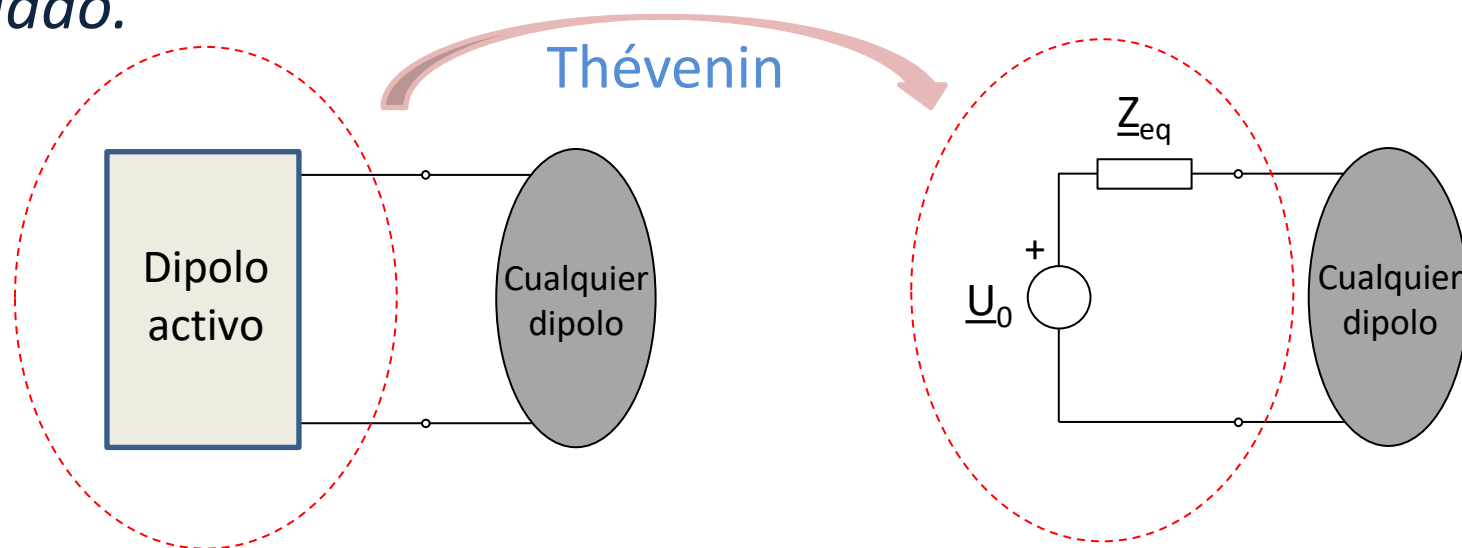 Thévenin
Dipolo
activo
Cualquier
dipolo
Z_eq
+
U_0
Cualquier
dipolo